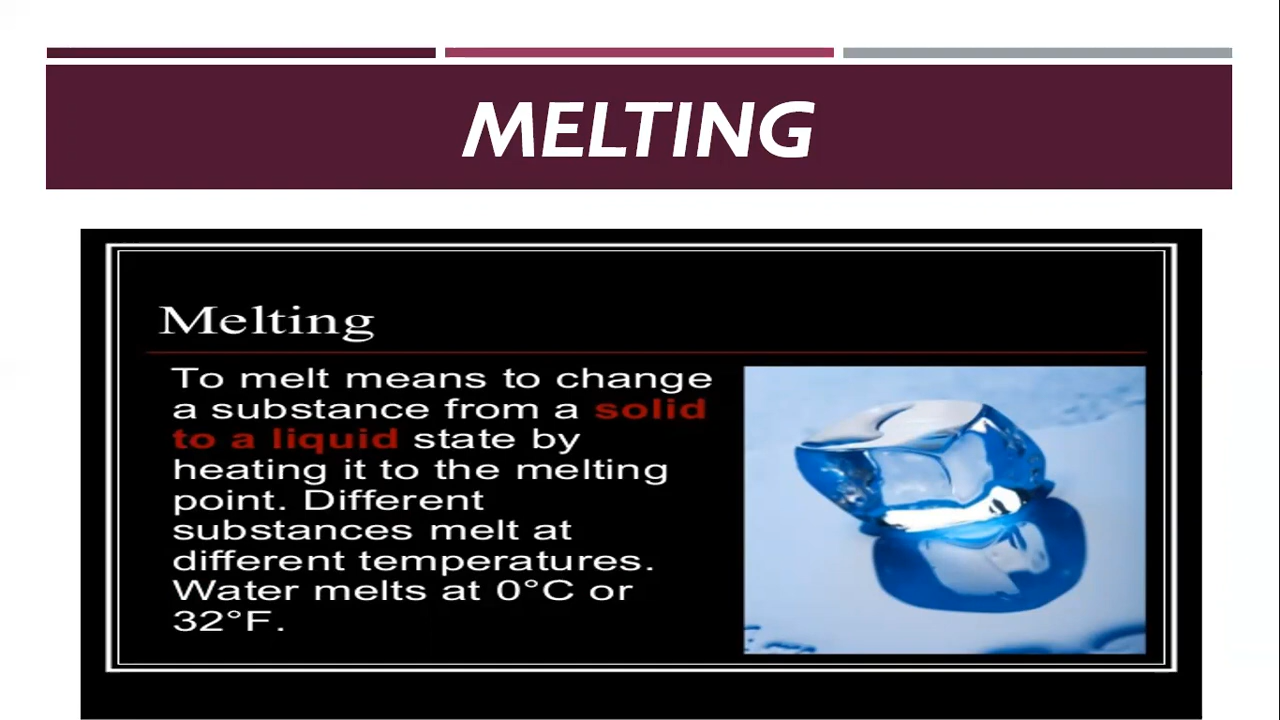 MELTING
Melting
To melt means to change
a substance from a solid
to a liquid state by
heating it to the melting
point. Different
substances melt at
different temperatures.
Water melts at 0°C or
32°F.